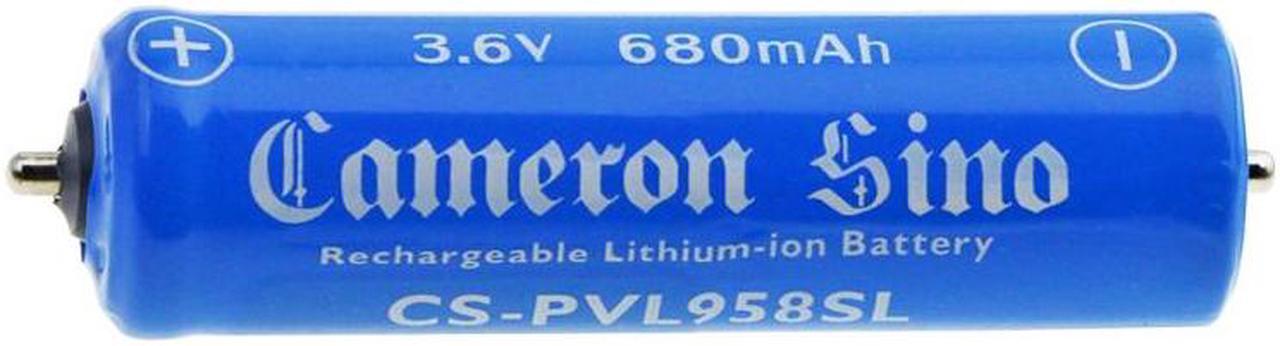 + 3.6V 680mAh −
Cameron Sino
Rechargeable Lithium-ion Battery
CS-PVL958SL